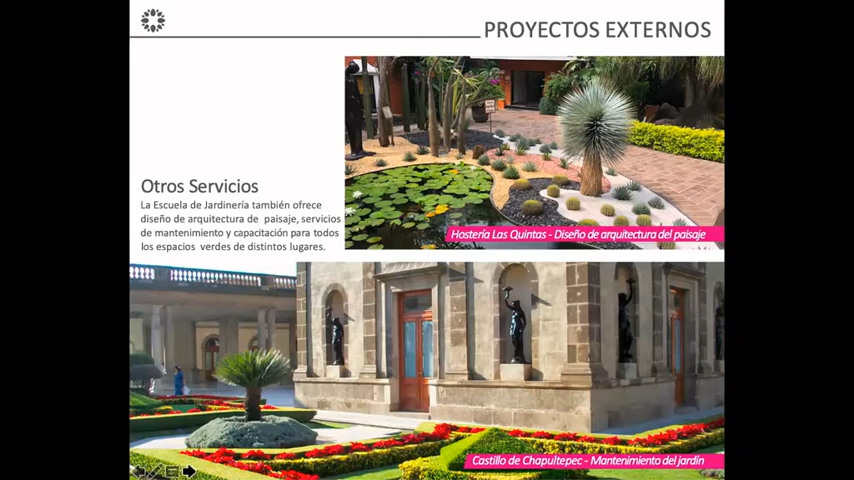 PROYECTOS EXTERNOS
Otros Servicios
La Escuela de Jardinería también ofrece
diseño de arquitectura de paisaje, servicios
de mantenimiento y capacitación para todos
los espacios verdes de distintos lugares.
Hostería Las Quintas - Diseño de arquitectura del paisaje
Castillo de Chapultepec - Mantenimiento del jardín